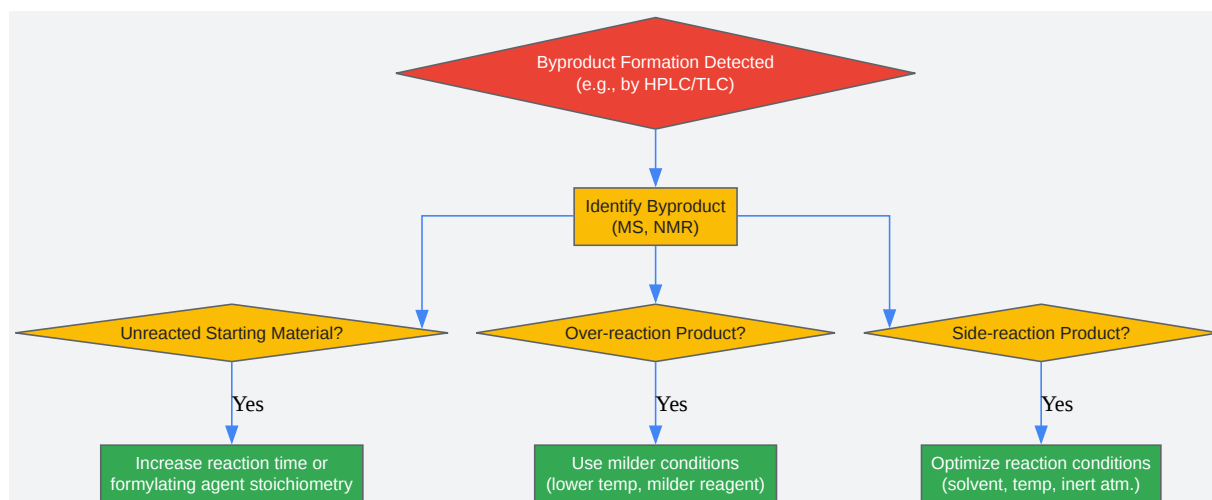 Byproduct Formation Detected
(e.g., by HPLC/TLC)
Identify Byproduct
(MS, NMR)
Unreacted Starting Material?
Over-reaction Product?
Side-reaction Product?
Yes
Yes
Yes
Increase reaction time or
formylating agent stoichiometry
Use milder conditions
(lower temp, milder reagent)
Optimize reaction conditions
(solvent, temp, inert atm.)